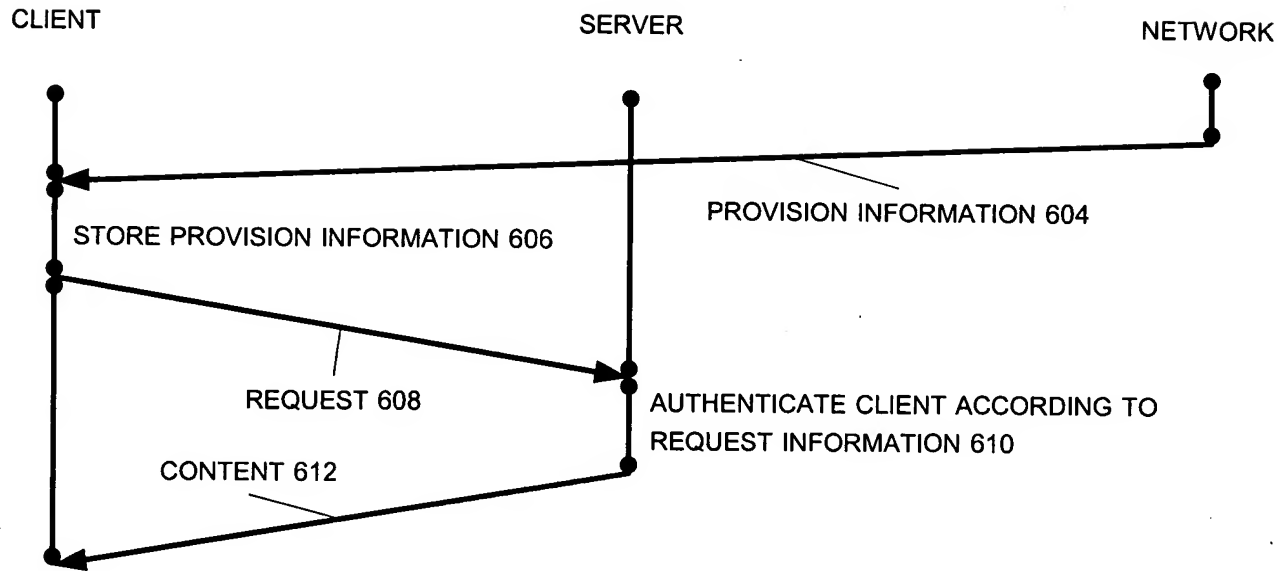 CLIENT
SERVER
NETWORK
PROVISION INFORMATION 604
STORE PROVISION INFORMATION 606
REQUEST 608
AUTHENTICATE CLIENT ACCORDING TO
REQUEST INFORMATION 610
CONTENT 612